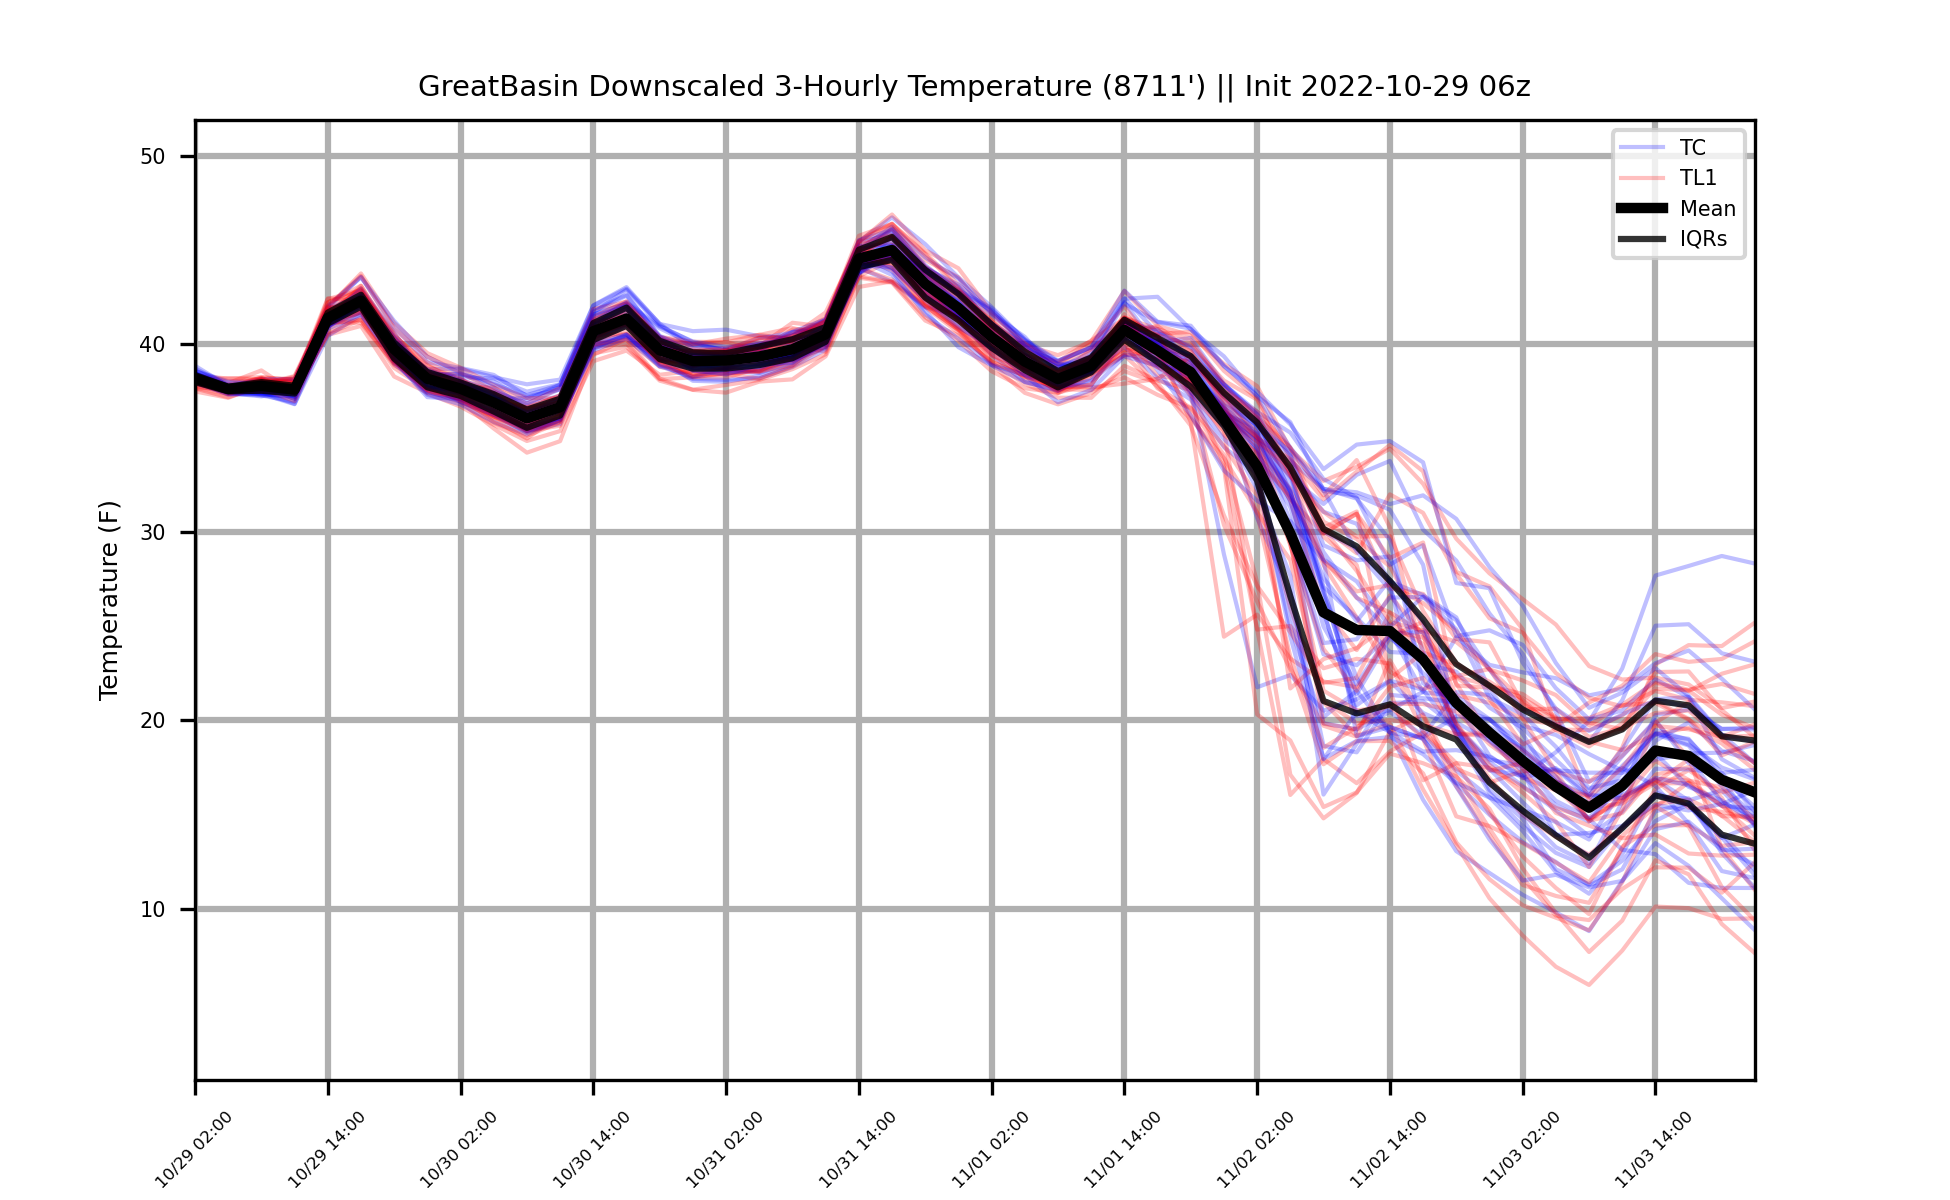 GreatBasin Downscaled 3-Hourly Temperature (8711') || Init 2022-10-29 06z
TC
TL1
Mean
IQRs
Temperature (F)
50
40
30
20
10
10/29 02:00
10/29 14:00
10/30 02:00
10/30 14:00
10/31 02:00
10/31 14:00
11/01 02:00
11/01 14:00
11/02 02:00
11/02 14:00
11/03 02:00
11/03 14:00